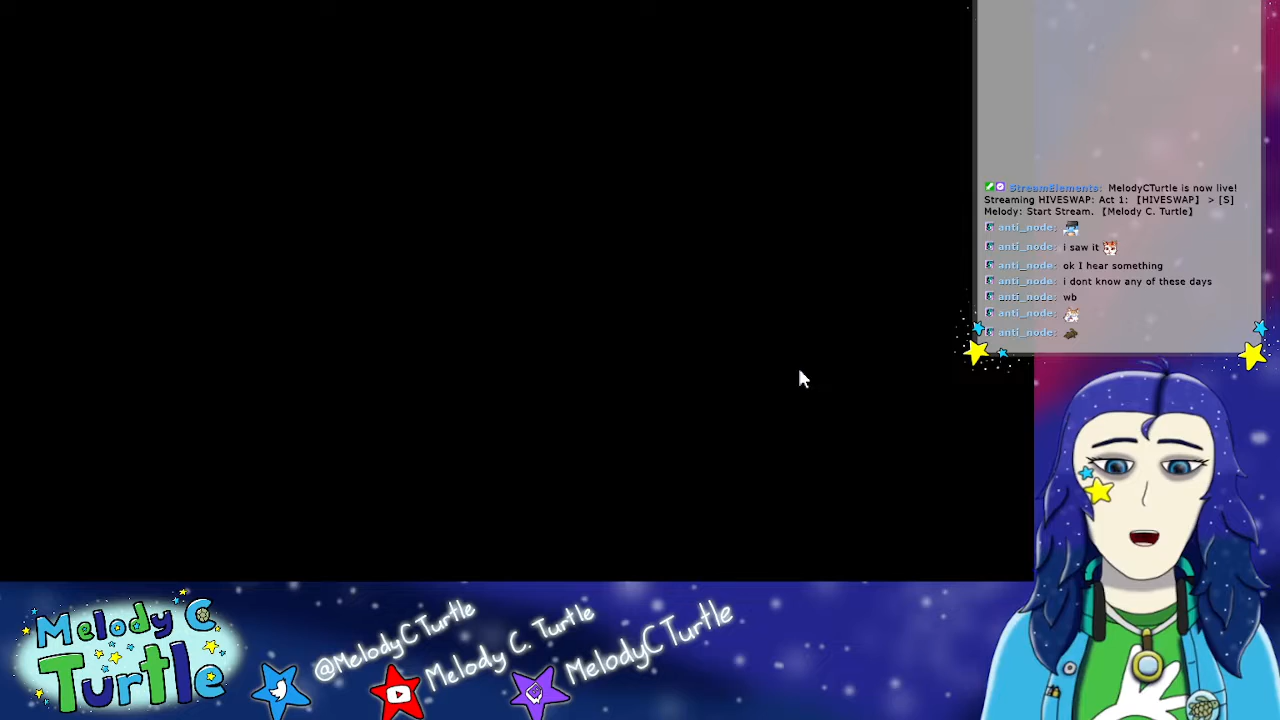 StreamElements: MelodyCTurtle is now live!
Streaming HIVESWAP: Act 1: 【HIVESWAP】 > [S]
Melody: Start Stream. 【Melody C. Turtle】
anti_node:
anti_node: i saw it
anti_node: ok I hear something
anti_node: i dont know any of these days
anti_node: wb
anti_node:
anti_node:
Melody C
Turtle
@MelodyCTurtle
Melody C. Turtle
MelodyCTurtle